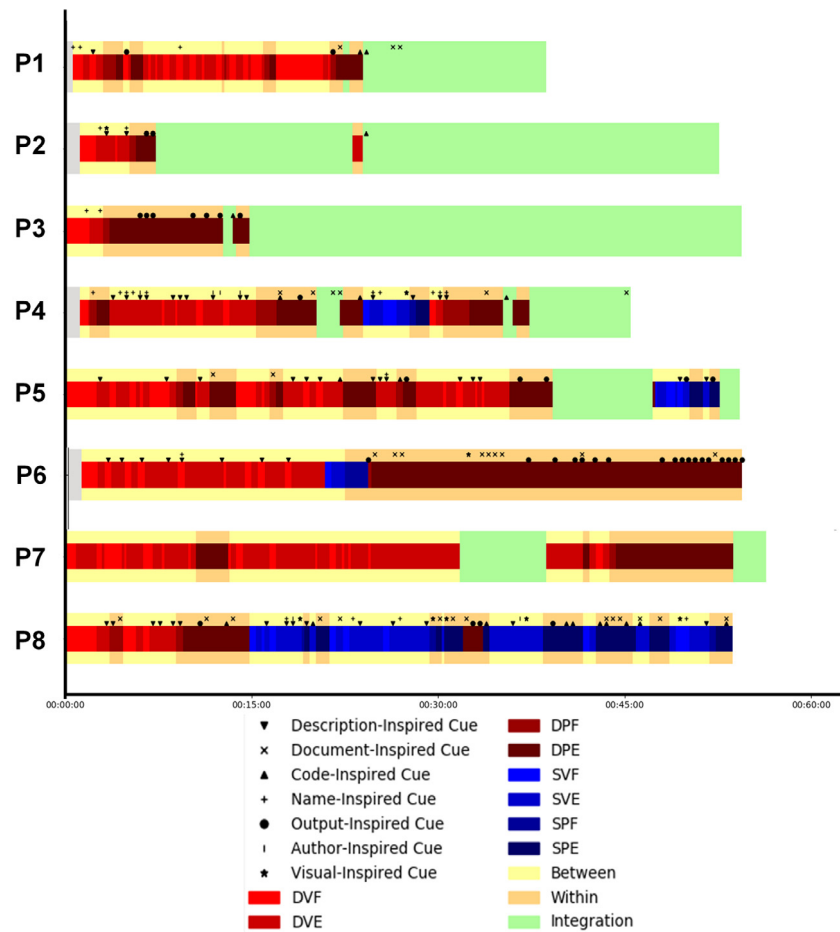 P1
P2
P3
P4
P5
P6
P7
P8
00:00:00 00:15:00 00:30:00 00:45:00 00:60:00
Description-Inspired Cue
Document-Inspired Cue
Code-Inspired Cue
Name-Inspired Cue
Output-Inspired Cue
Author-Inspired Cue
Visual-Inspired Cue
DVF
DVE
DPF
DPE
SVF
SVE
SPF
SPE
Between
Within
Integration